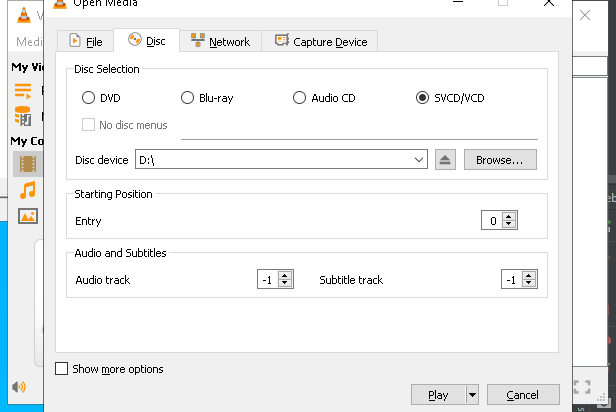 Open Media
V
Medi
File
Disc
Network
Capture Device
My Vi
My Co
Disc Selection
DVD
Blu-ray
Audio CD
SVCD/VCD
No disc menus
Disc device
D:\
Browse...
Starting Position
Entry
0
Audio and Subtitles
Audio track
-1
Subtitle track
-1
Show more options
Play
Cancel